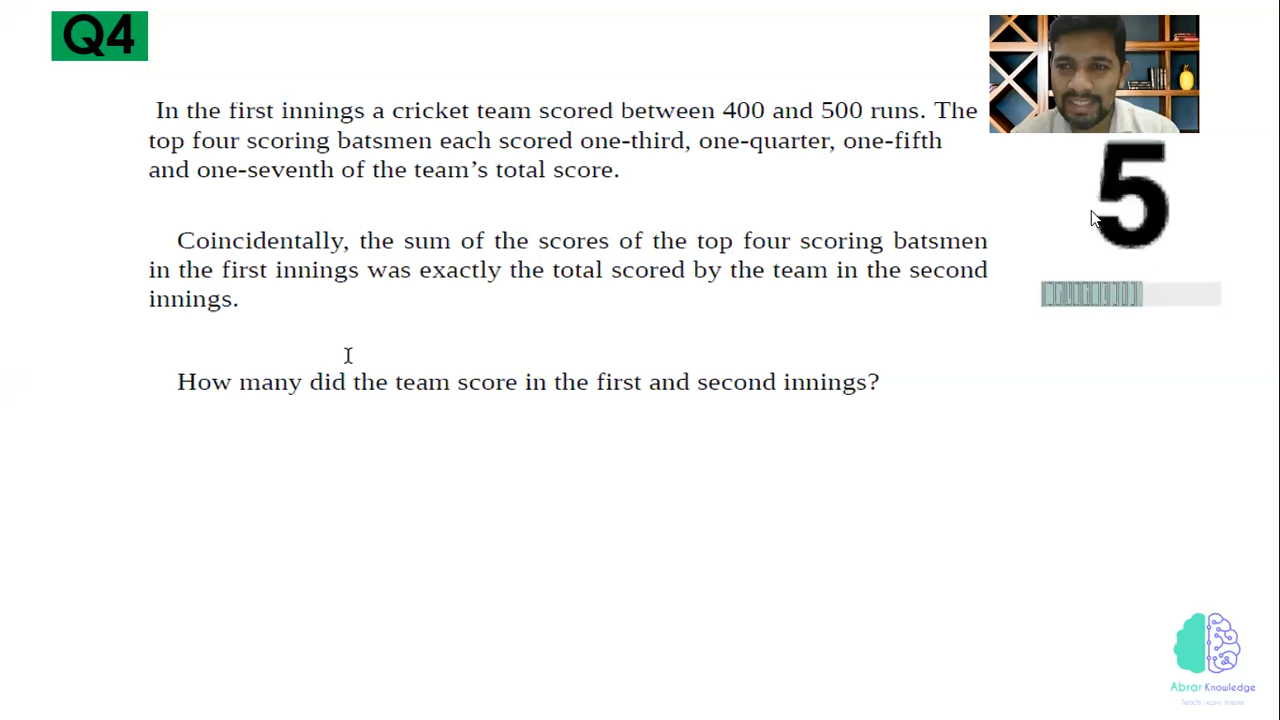 Q4
In the first innings a cricket team scored between 400 and 500 runs. The
top four scoring batsmen each scored one-third, one-quarter, one-fifth
and one-seventh of the team’s total score.
5
Coincidentally, the sum of the scores of the top four scoring batsmen
in the first innings was exactly the total scored by the team in the second
innings.
How many did the team score in the first and second innings?
Abrar Knowledge